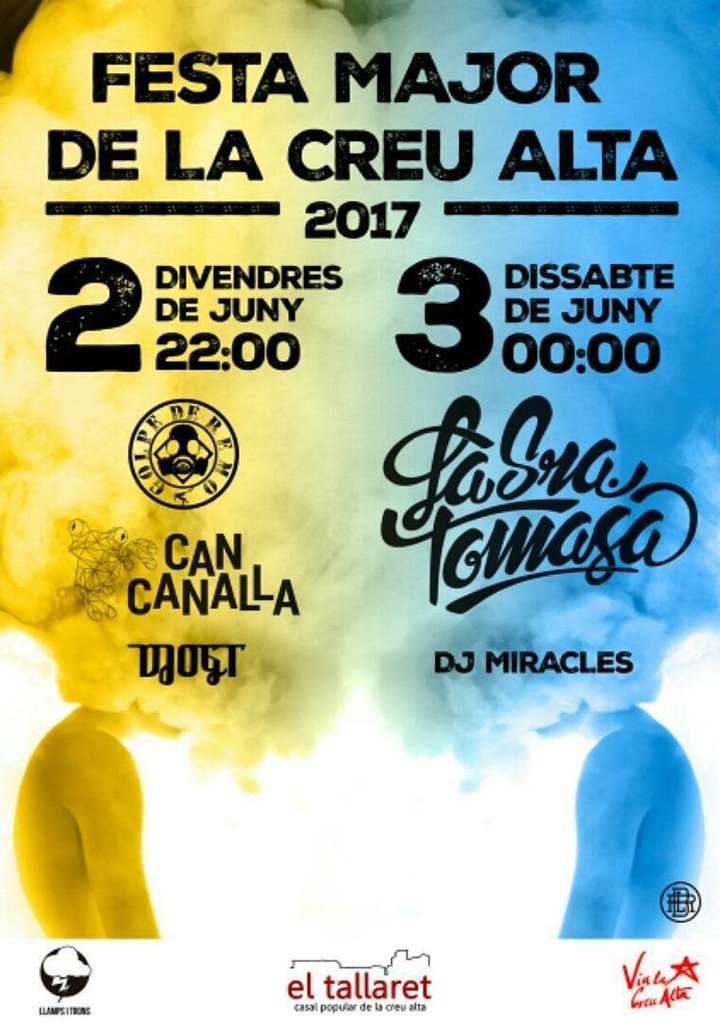 FESTA MAJOR
DE LA CREU ALTA
2017
2 DIVENDRES
DE JUNY
22:00
3 DISSABTE
DE JUNY
00:00
GOLPE DE REMO
CAN
CANALLA
DJ OGT
La Sra.
Tomasa
DJ MIRACLES
LLAMPS I TRONS
el tallaret
casal popular de la creu alta
Viu la
Creu Alta